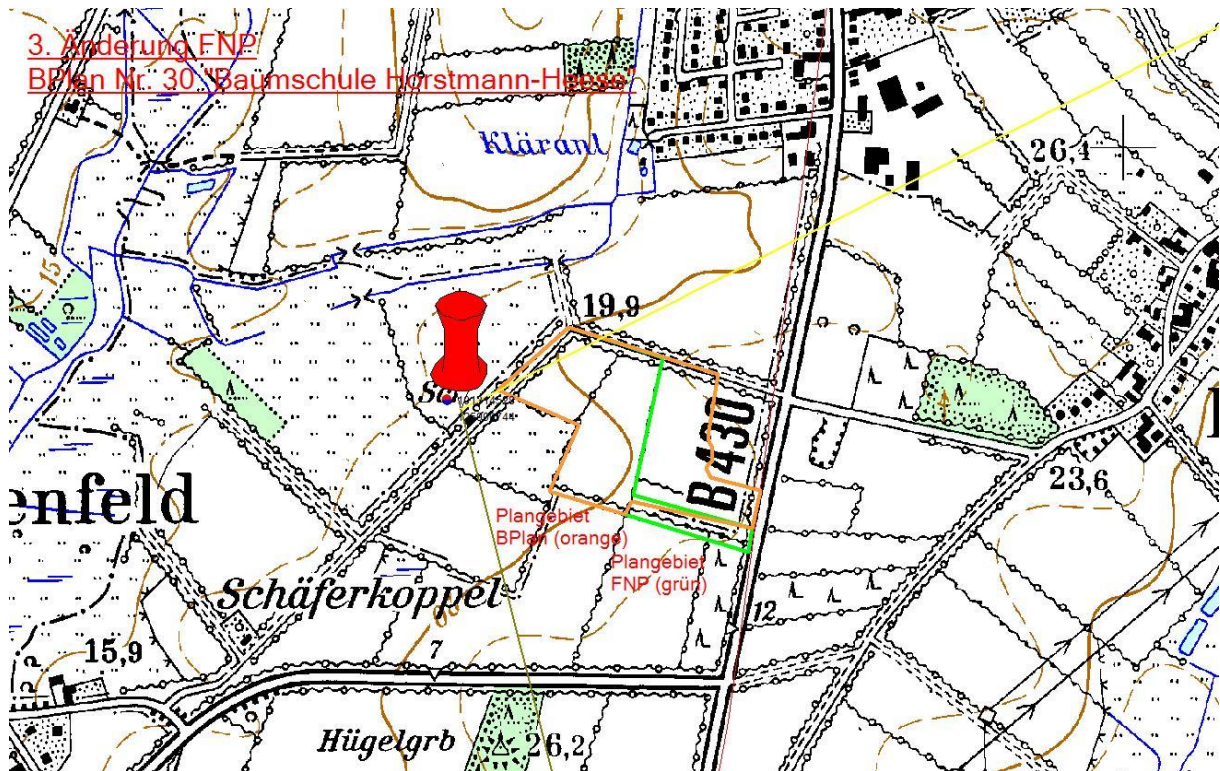 3. Änderung FNP
BPlan Nr. 30 "Baumschule Horstmann-Heese"
Kläranl
26,4
15
19,9
B 430
23,6
enfeld
Plangebiet
BPlan (orange)
Plangebiet
FNP (grün)
Schäferkoppel
12
15,9
7
Hügelgrb
26,2